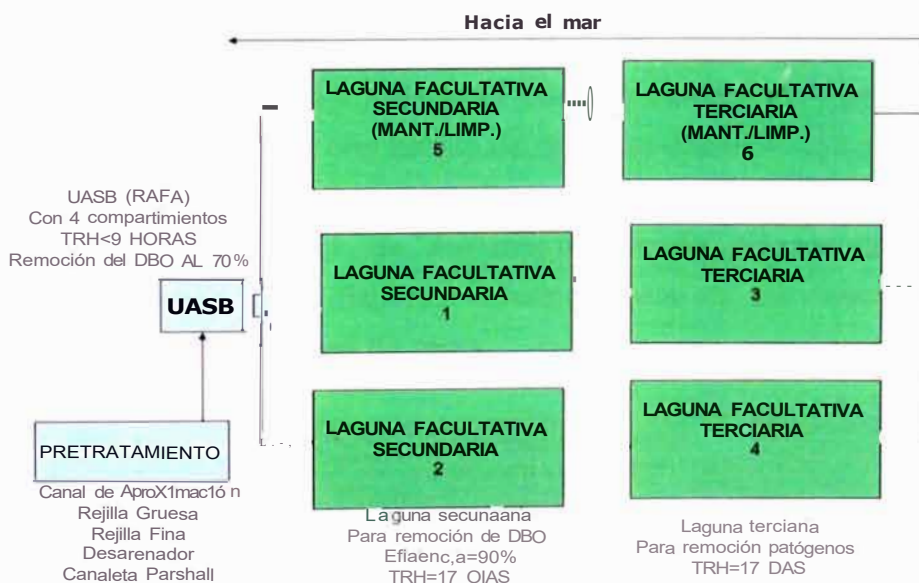 Hacia el mar
LAGUNA FACULTATIVA
SECUNDARIA
(MANT./LIMP.)
5
LAGUNA FACULTATIVA
TERCIARIA
(MANT./LIMP.)
6
UASB (RAFA)
Con 4 compartimientos
TRH<9 HORAS
Remoción del DBO AL 70%
UASB
LAGUNA FACULTATIVA
SECUNDARIA
1
LAGUNA FACULTATIVA
TERCIARIA
3
PRETRATAMIENTO
Canal de AproX1mac1ó n
Rejilla Gruesa
Rejilla Fina
Desarenador
Canaleta Parshall
LAGUNA FACULTATIVA
SECUNDARIA
2
Laguna secunaana
Para remoción de DBO
Eflaenc,a=90%
TRH=17 OIAS
LAGUNA FACULTATIVA
TERCIARIA
4
Laguna terciana
Para remoción patógenos
TRH=17 DAS